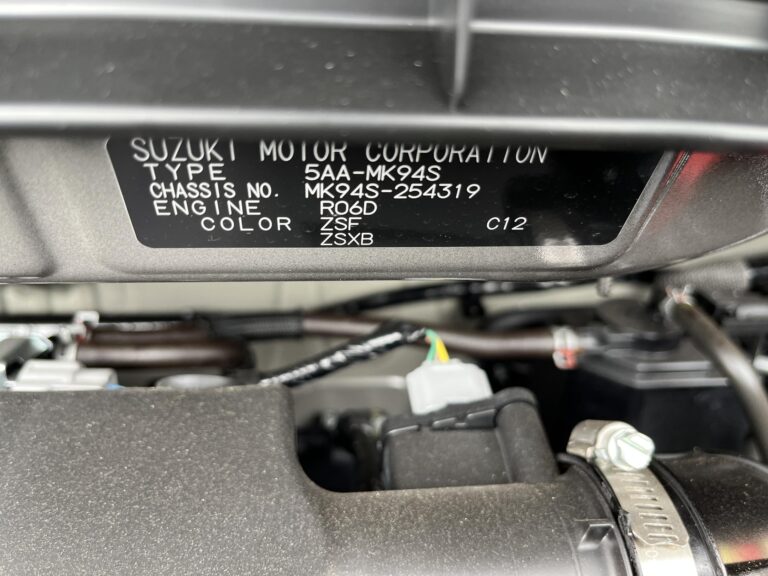 SUZUKI MOTOR CORPORATION
TYPE 5AA-MK94S
CHASSIS NO. MK94S-254319
ENGINE R06D
COLOR ZSF C12
ZSXB